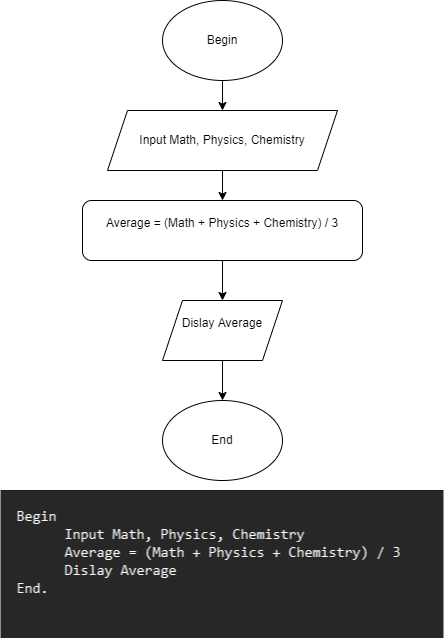 Begin
Input Math, Physics, Chemistry
Average = (Math + Physics + Chemistry) / 3
Dislay Average
End
Begin
Input Math, Physics, Chemistry
Average = (Math + Physics + Chemistry) / 3
Dislay Average
End.